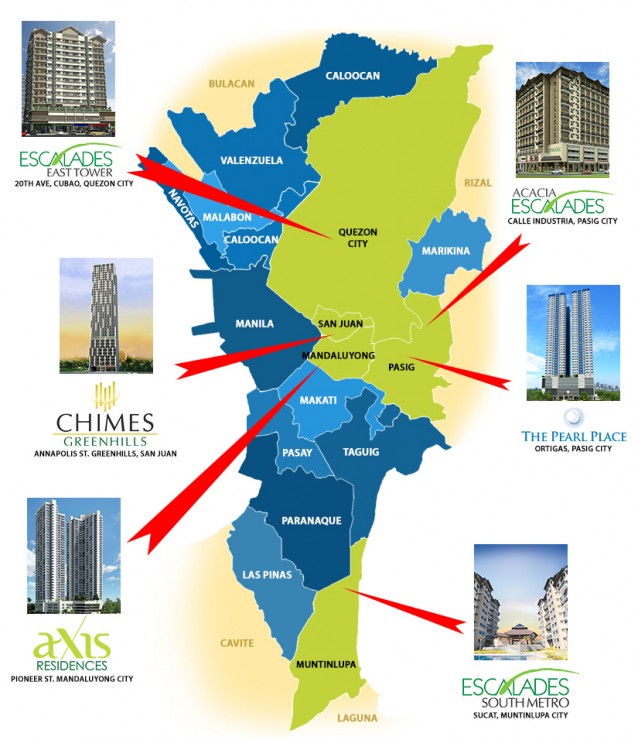 CALOOCAN
BULACAN
VALENZUELA
ESCALADES
EAST TOWER
20TH AVE, CUBAO, QUEZON CITY
RIZAL
ACACIA
ESCALADES
CALLE INDUSTRIA, PASIG CITY
NAVOTAS
MALABON
CALOOCAN
QUEZON
CITY
MARIKINA
MANILA
SAN JUAN
MANDALUYONG
PASIG
CHIMES
GREENHILLS
ANNAPOLIS ST. GREENHILLS, SAN JUAN
MAKATI
THE PEARL PLACE
ORTIGAS, PASIG CITY
PASAY
TAGUIG
PARANAQUE
LAS PINAS
axis
RESIDENCES
PIONEER ST. MANDALUYONG CITY
CAVITE
MUNTINLUPA
ESCALADES
SOUTH METRO
SUCAT, MUNTINLUPA CITY
LAGUNA